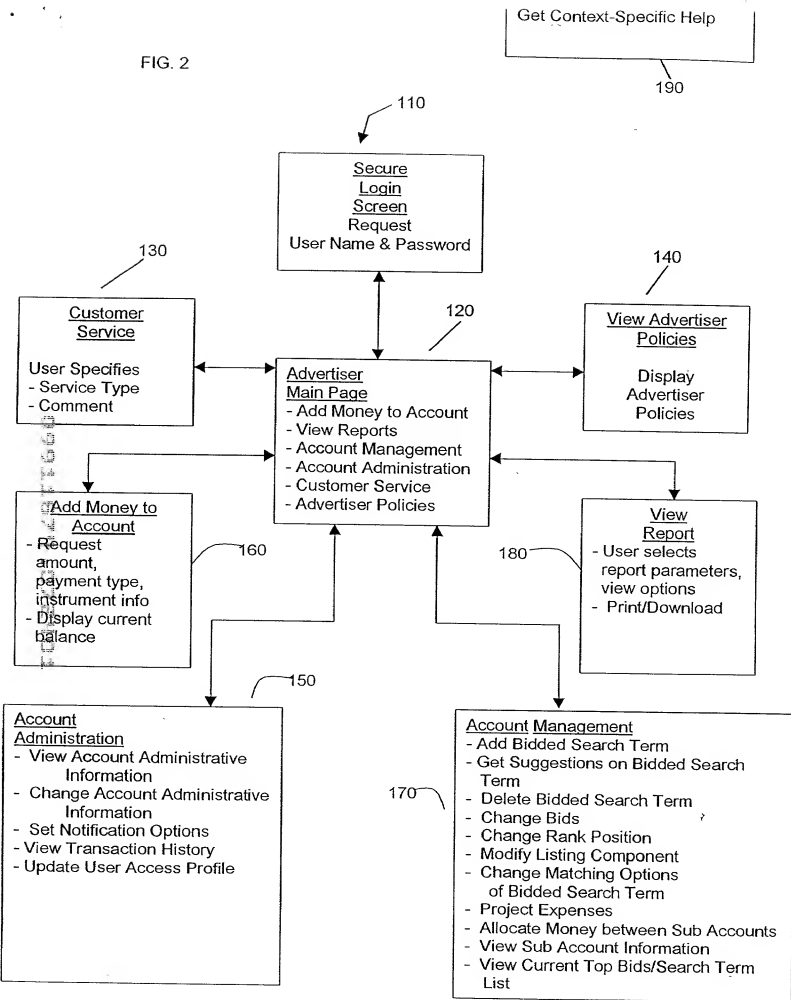 Get Context-Specific Help
190
FIG. 2
110
Secure
Login
Screen
Request
User Name & Password
130
Customer
Service
User Specifies
- Service Type
- Comment
140
View Advertiser
Policies
Display
Advertiser
Policies
120
Advertiser
Main Page
- Add Money to Account
- View Reports
- Account Management
- Account Administration
- Customer Service
- Advertiser Policies
Add Money to
Account
- Request
amount,
payment type,
instrument info
- Display current
balance
160
180
View
Report
- User selects
report parameters,
view options
- Print/Download
150
Account
Administration
- View Account Administrative
Information
- Change Account Administrative
Information
- Set Notification Options
- View Transaction History
- Update User Access Profile
170
Account Management
- Add Bidded Search Term
- Get Suggestions on Bidded Search
Term
- Delete Bidded Search Term
- Change Bids
- Change Rank Position
- Modify Listing Component
- Change Matching Options
of Bidded Search Term
- Project Expenses
- Allocate Money between Sub Accounts
- View Sub Account Information
- View Current Top Bids/Search Term
List